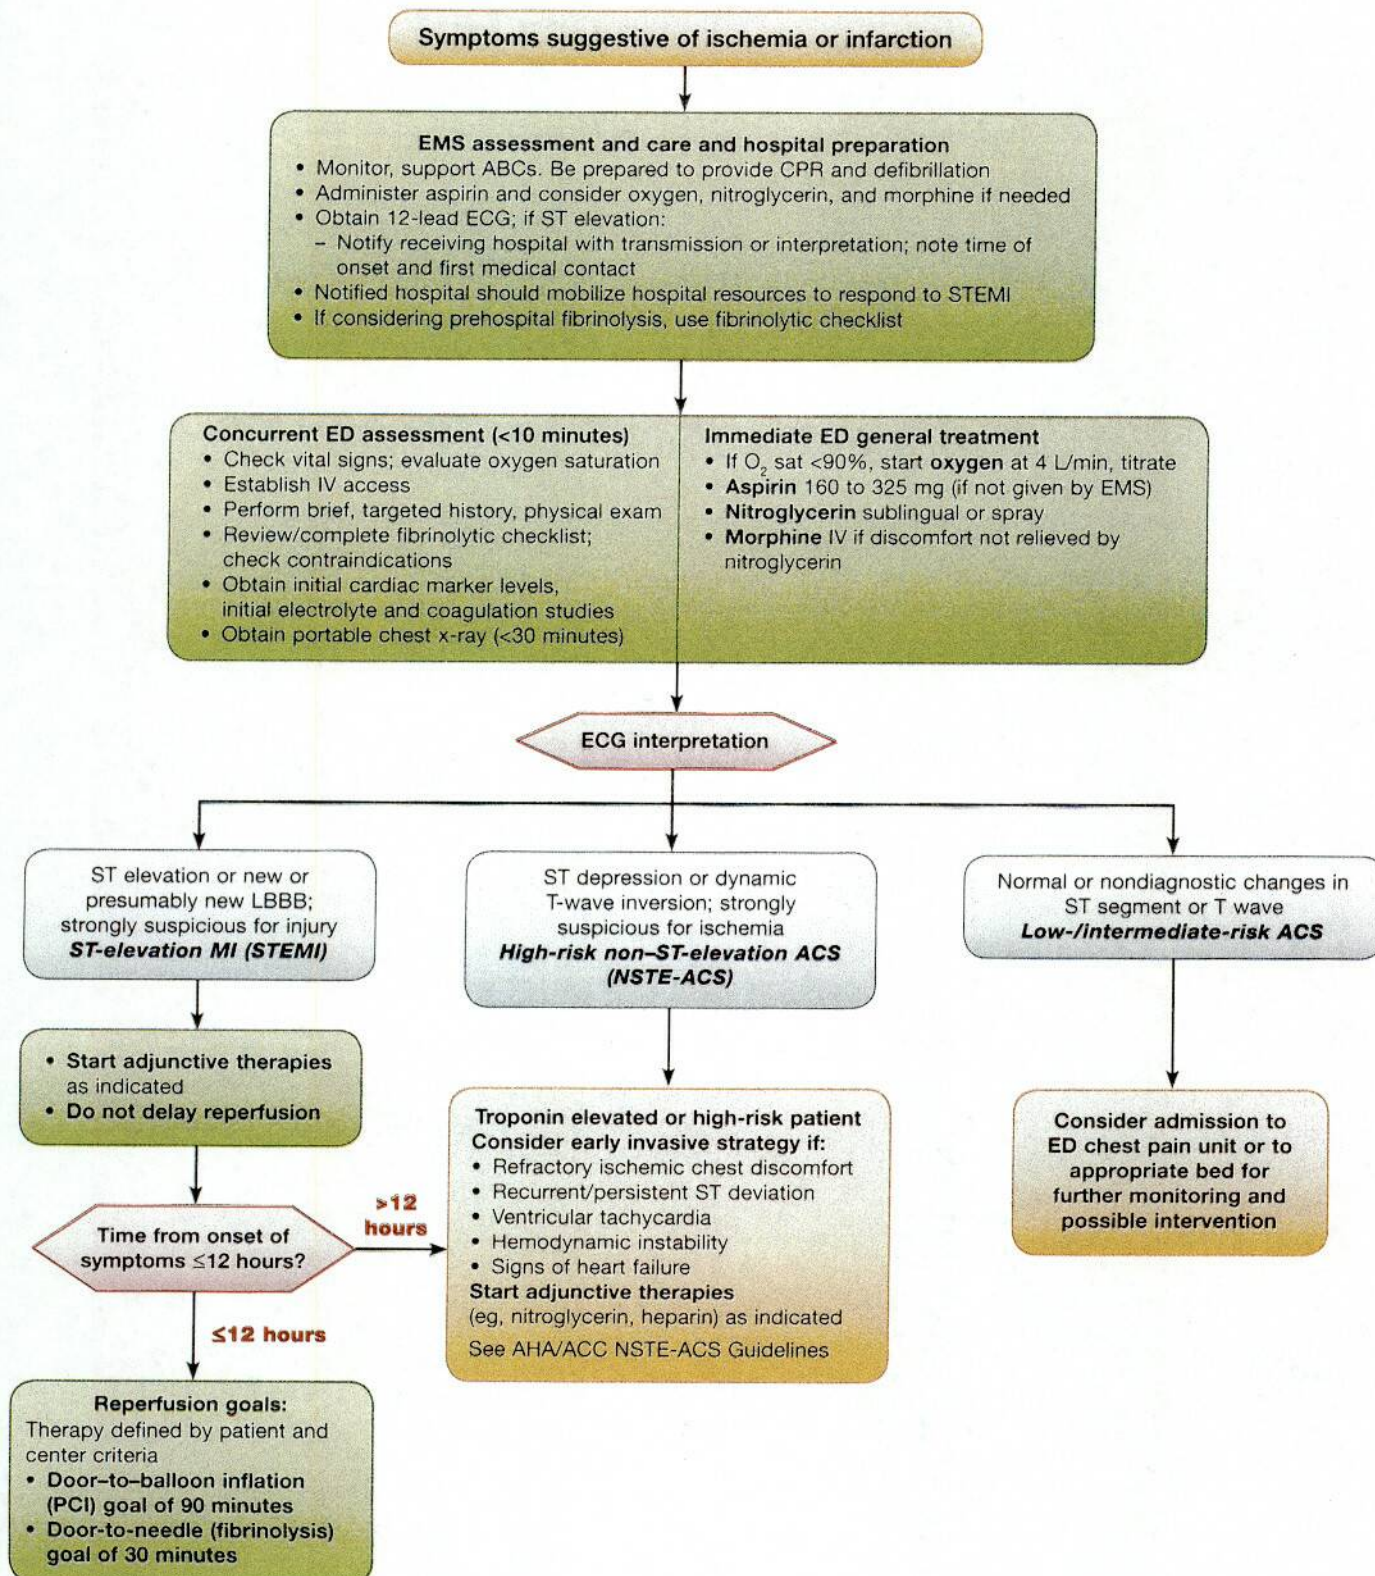 Symptoms suggestive of ischemia or infarction
EMS assessment and care and hospital preparation
• Monitor, support ABCs. Be prepared to provide CPR and defibrillation
• Administer aspirin and consider oxygen, nitroglycerin, and morphine if needed
• Obtain 12-lead ECG; if ST elevation:
– Notify receiving hospital with transmission or interpretation; note time of
onset and first medical contact
• Notified hospital should mobilize hospital resources to respond to STEMI
• If considering prehospital fibrinolysis, use fibrinolytic checklist
Concurrent ED assessment (<10 minutes)
• Check vital signs; evaluate oxygen saturation
• Establish IV access
• Perform brief, targeted history, physical exam
• Review/complete fibrinolytic checklist;
check contraindications
• Obtain initial cardiac marker levels,
initial electrolyte and coagulation studies
• Obtain portable chest x-ray (<30 minutes)
Immediate ED general treatment
• If O₂ sat <90%, start oxygen at 4 L/min, titrate
• Aspirin 160 to 325 mg (if not given by EMS)
• Nitroglycerin sublingual or spray
• Morphine IV if discomfort not relieved by
nitroglycerin
ECG interpretation
ST elevation or new or
presumably new LBBB;
strongly suspicious for injury
ST-elevation MI (STEMI)
ST depression or dynamic
T-wave inversion; strongly
suspicious for ischemia
High-risk non–ST-elevation ACS
(NSTE-ACS)
Normal or nondiagnostic changes in
ST segment or T wave
Low-/intermediate-risk ACS
• Start adjunctive therapies
as indicated
• Do not delay reperfusion
Time from onset of
symptoms ≤12 hours?
>12
hours
≤12 hours
Troponin elevated or high-risk patient
Consider early invasive strategy if:
• Refractory ischemic chest discomfort
• Recurrent/persistent ST deviation
• Ventricular tachycardia
• Hemodynamic instability
• Signs of heart failure
Start adjunctive therapies
(eg, nitroglycerin, heparin) as indicated
See AHA/ACC NSTE-ACS Guidelines
Consider admission to
ED chest pain unit or to
appropriate bed for
further monitoring and
possible intervention
Reperfusion goals:
Therapy defined by patient and
center criteria
• Door–to–balloon inflation
(PCI) goal of 90 minutes
• Door-to-needle (fibrinolysis)
goal of 30 minutes